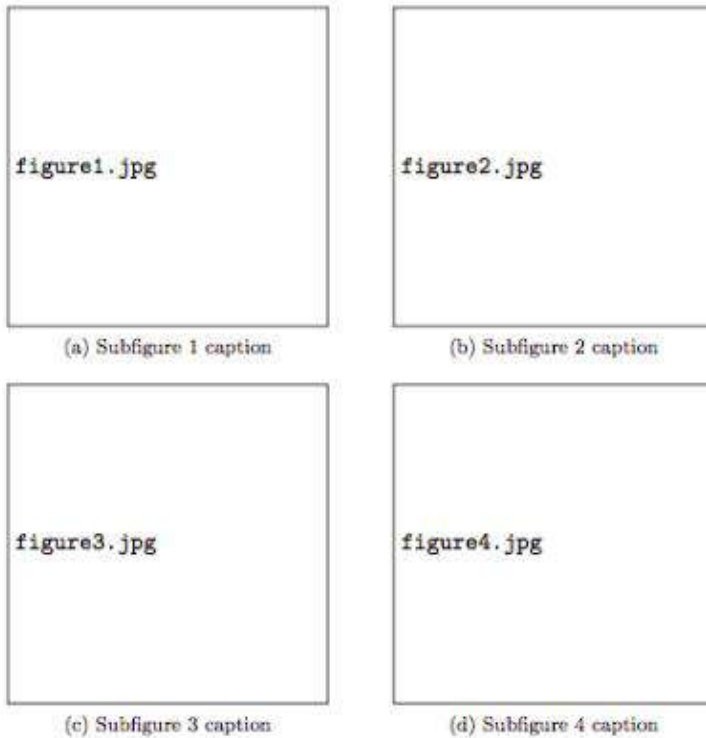 figure1.jpg
figure2.jpg
(a) Subfigure 1 caption
(b) Subfigure 2 caption
figure3.jpg
figure4.jpg
(c) Subfigure 3 caption
(d) Subfigure 4 caption